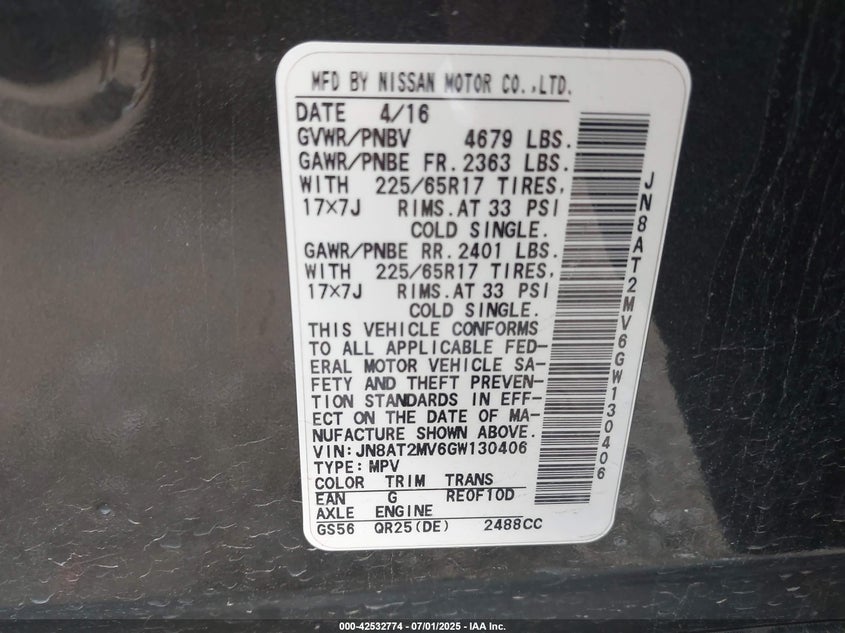 MFD BY NISSAN MOTOR CO.,LTD.
DATE 4/16
GVWR/PNBV 4679 LBS.
GAWR/PNBE FR. 2363 LBS.
WITH 225/65R17 TIRES,
17×7J RIMS.AT 33 PSI
COLD SINGLE.
GAWR/PNBE RR. 2401 LBS.
WITH 225/65R17 TIRES,
17×7J RIMS.AT 33 PSI
COLD SINGLE.
THIS VEHICLE CONFORMS
TO ALL APPLICABLE FED-
ERAL MOTOR VEHICLE SA-
FETY AND THEFT PREVEN-
TION STANDARDS IN EFF-
ECT ON THE DATE OF MA-
NUFACTURE SHOWN ABOVE.
VIN:JN8AT2MV6GW130406
TYPE:MPV
COLOR TRIM TRANS
EAN G RE0F10D
AXLE ENGINE
GS56 QR25(DE) 2488CC
JN8AT2MV6GW130406
000-42532774 - 07/01/2025 - IAA Inc.